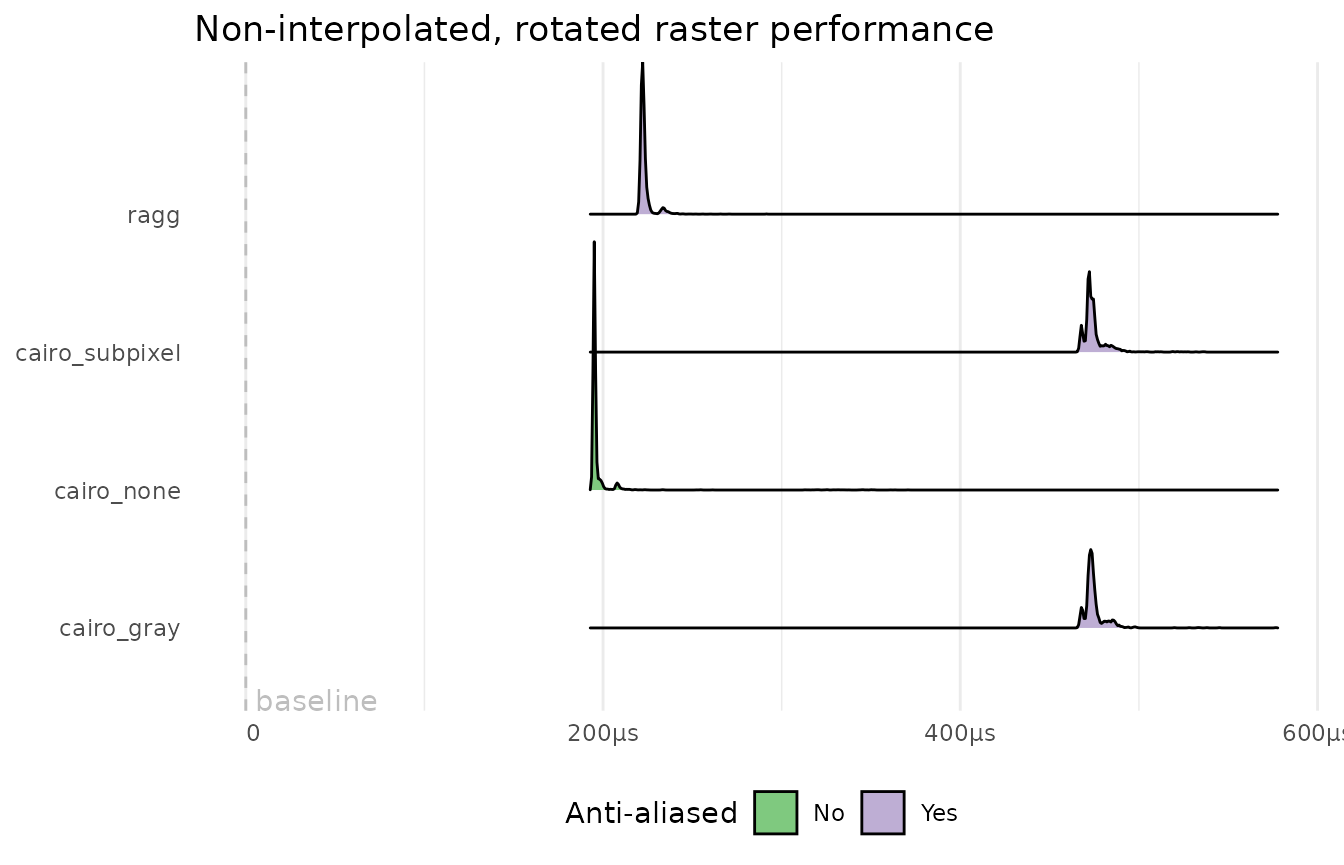 Non-interpolated, rotated raster performance
ragg
cairo_subpixel
cairo_none
cairo_gray
baseline
0 200µs 400µs 600µs
Anti-aliased No Yes